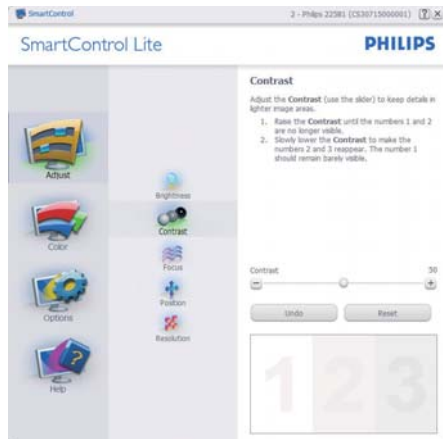 SmartControl
2 - Philips 225B1 (CS30715000001)
SmartControl Lite
PHILIPS
Adjust
Color
Options
Help
Brightness
Contrast
Focus
Position
Resolution
Contrast
Adjust the Contrast (use the slider) to keep details in
lighter image areas.
1. Raise the Contrast until the numbers 1 and 2
are no longer visible.
2. Slowly lower the Contrast to make the
numbers 2 and 3 reappear. The number 1
should remain barely visible.
Contrast
50
Undo
Reset
1 2 3